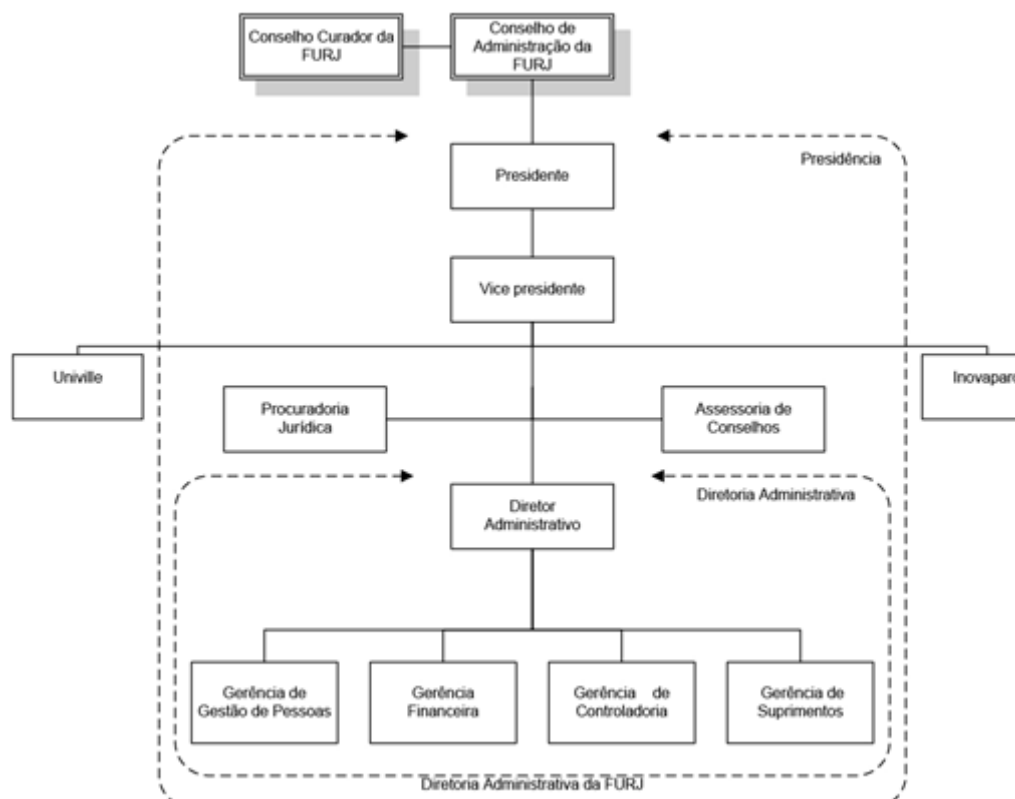 Conselho Curador da
FURJ
Conselho de
Administração da
FURJ
Presidência
Presidente
Vice presidente
Univille
Inovaparq
Procuradoria
Jurídica
Assessoria de
Conselhos
Diretoria Administrativa
Diretor
Administrativo
Gerência de
Gestão de Pessoas
Gerência
Financeira
Gerência de
Controladoria
Gerência de
Suprimentos
Diretoria Administrativa da FURJ